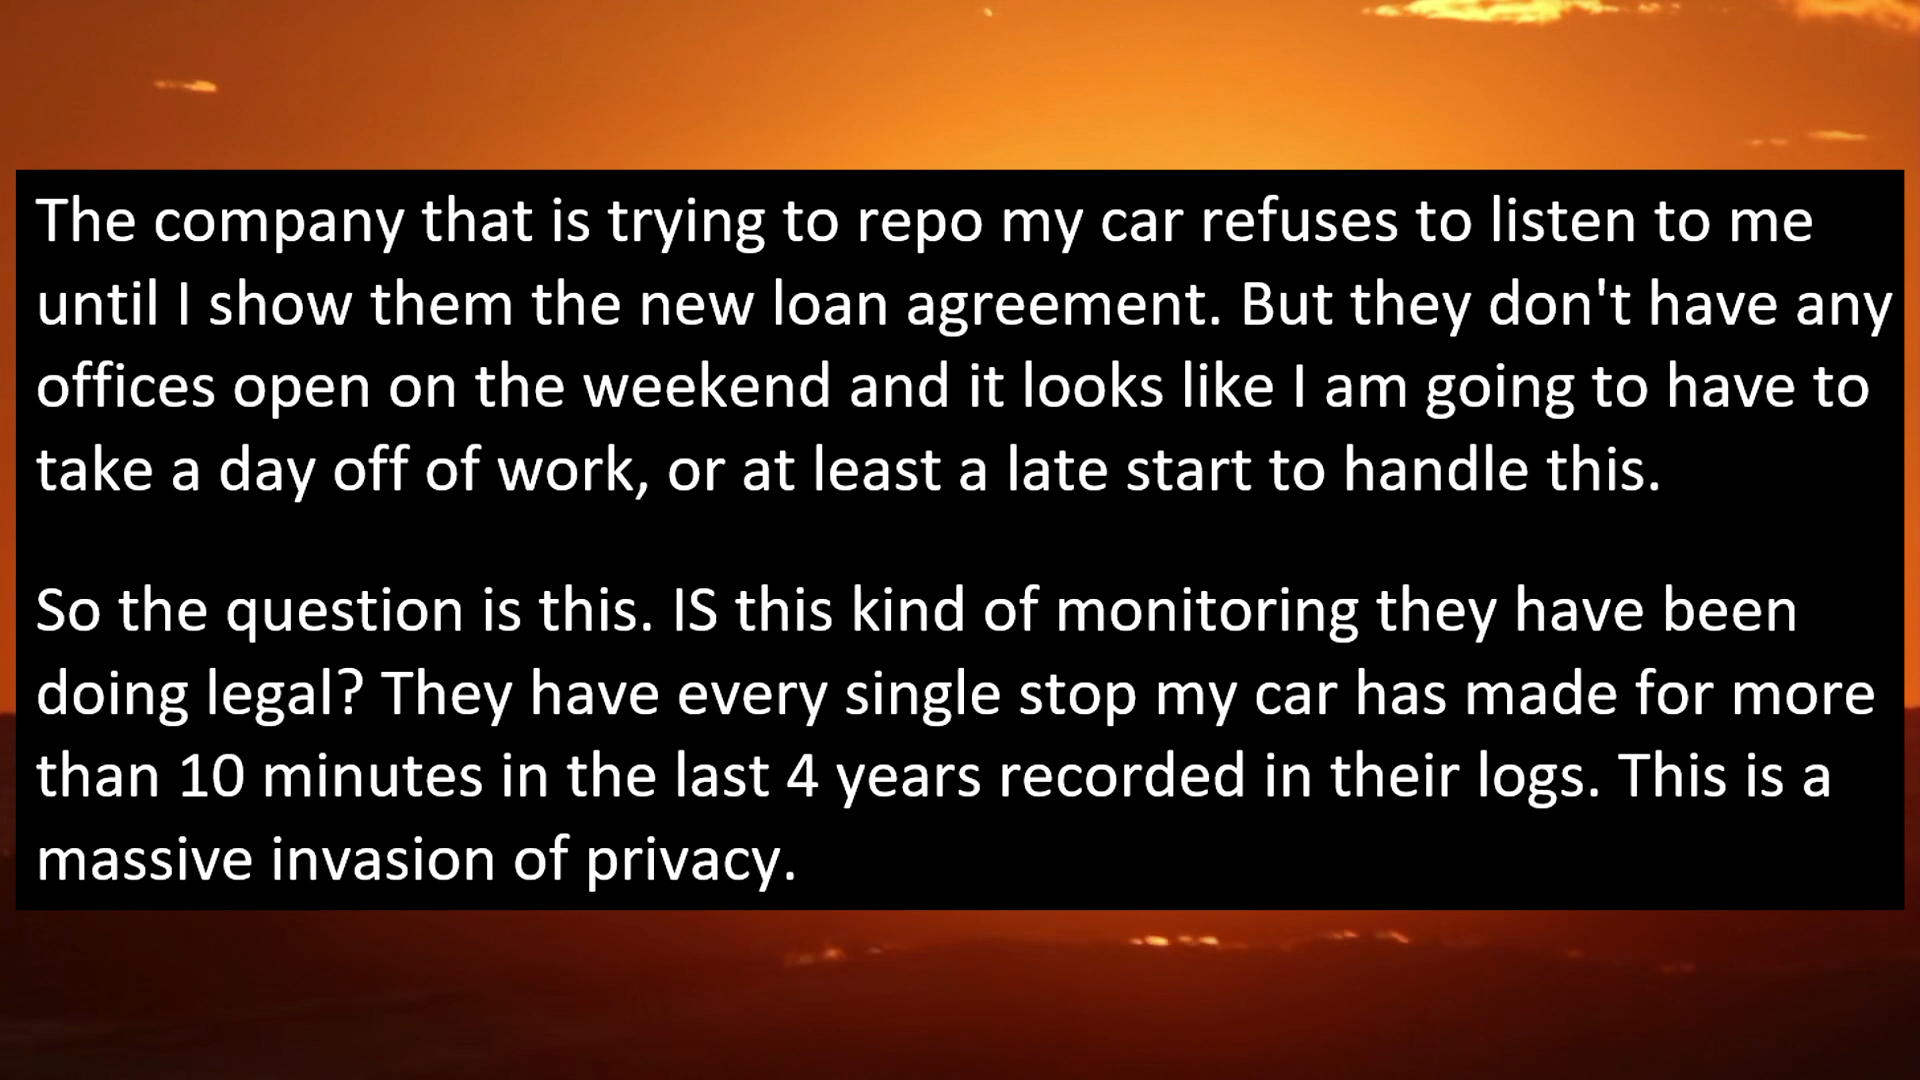 The company that is trying to repo my car refuses to listen to me
until I show them the new loan agreement. But they don't have any
offices open on the weekend and it looks like I am going to have to
take a day off of work, or at least a late start to handle this.
So the question is this. IS this kind of monitoring they have been
doing legal? They have every single stop my car has made for more
than 10 minutes in the last 4 years recorded in their logs. This is a
massive invasion of privacy.